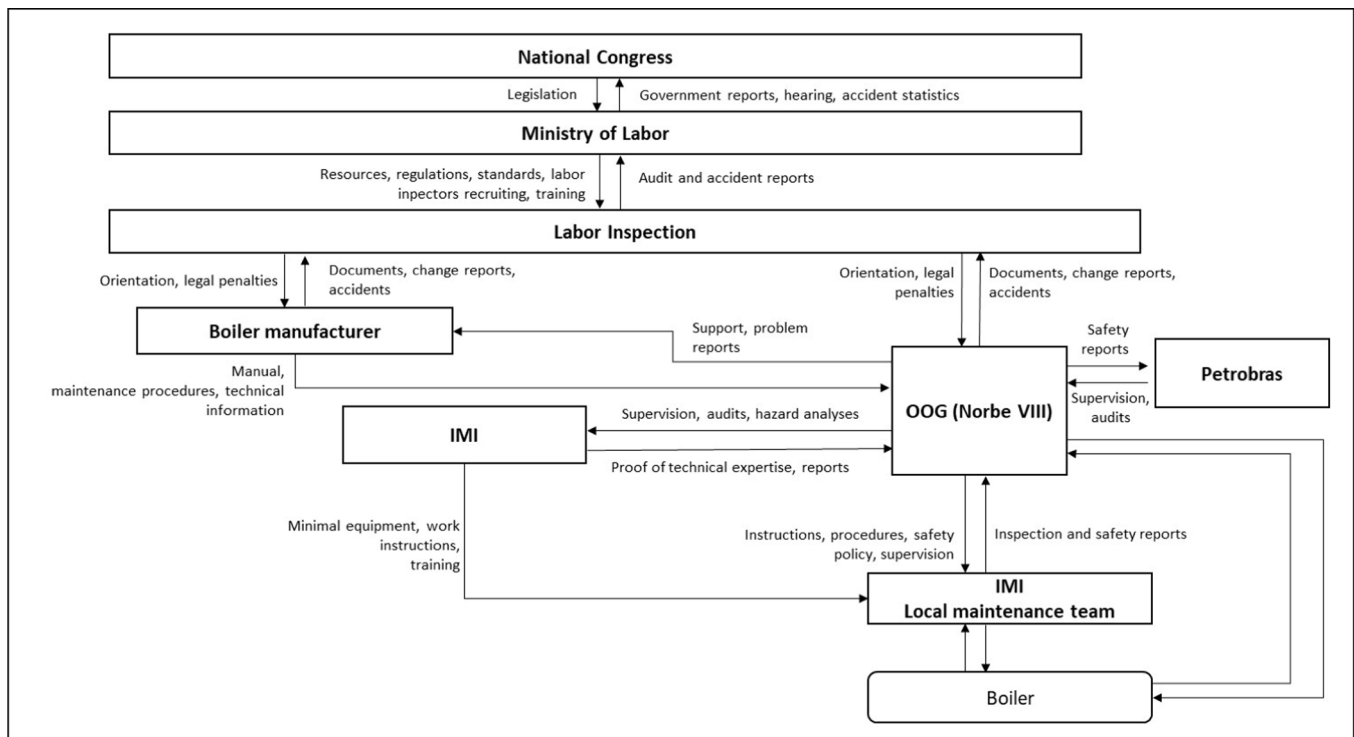 National Congress
Legislation
Government reports, hearing, accident statistics
Ministry of Labor
Resources, regulations, standards, labor
inpectors recruiting, training
Audit and accident reports
Labor Inspection
Orientation, legal penalties
Documents, change reports,
accidents
Orientation, legal
penalties
Documents, change reports,
accidents
Boiler manufacturer
Support, problem
reports
Safety
reports
Petrobras
Manual,
maintenance procedures, technical
information
OOG (Norbe VIII)
Supervision,
audits
Supervision, audits, hazard analyses
IMI
Proof of technical expertise, reports
Minimal equipment, work
instructions,
training
Instructions, procedures, safety
policy, supervision
Inspection and safety reports
IMI
Local maintenance team
Boiler